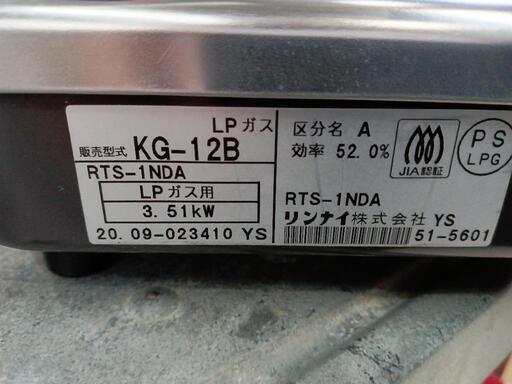 LPガス
販売型式 KG-12B
RTS-1NDA
LPガス用
3.51kW
20.09-023410 YS
区分名 A
効率 52.0%
JIA認証
PS
LPG
RTS-1NDA
リンナイ株式会社 YS
51-5601